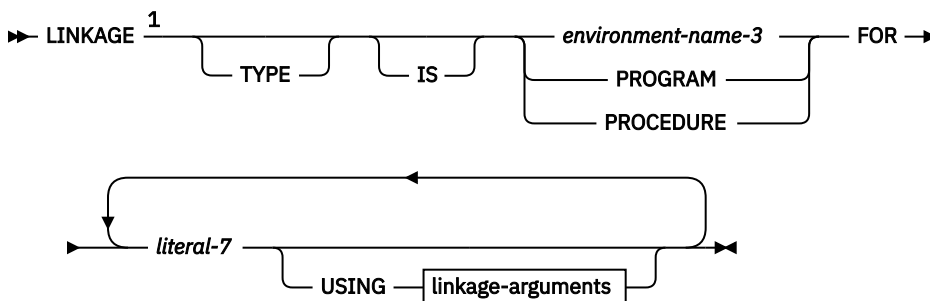 LINKAGE 1 environment-name-3 FOR
TYPE IS PROGRAM
PROCEDURE
literal-7
USING linkage-arguments